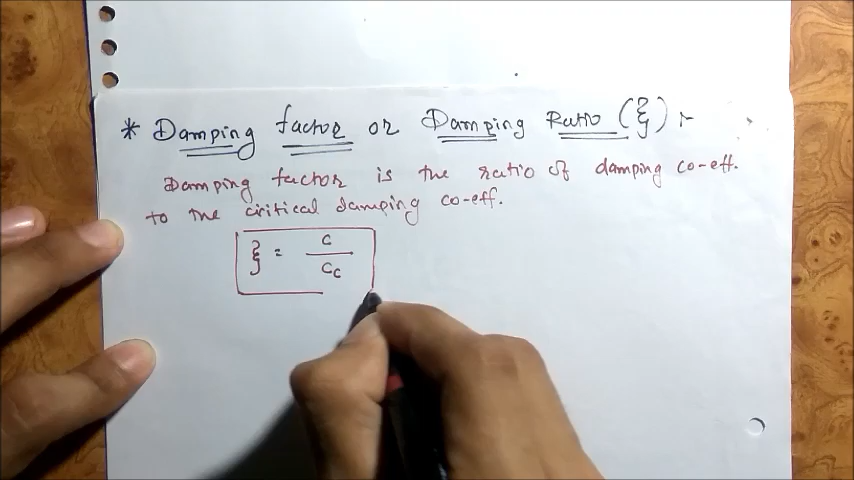 * Damping factor or Damping Ratio (ξ) :-
Damping factor is the ratio of damping co-eff.
to the critical damping co-eff.
ξ = c / cc